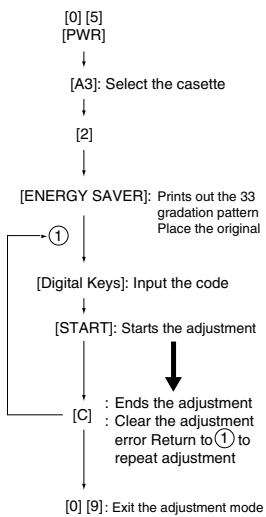 [0] [5]
[PWR]
[A3]: Select the casette
[2]
[ENERGY SAVER]: Prints out the 33
gradation pattern
Place the original
1
[Digital Keys]: Input the code
[START]: Starts the adjustment
[C]
: Ends the adjustment
: Clear the adjustment
error Return to 1 to
repeat adjustment
[0] [9]: Exit the adjustment mode